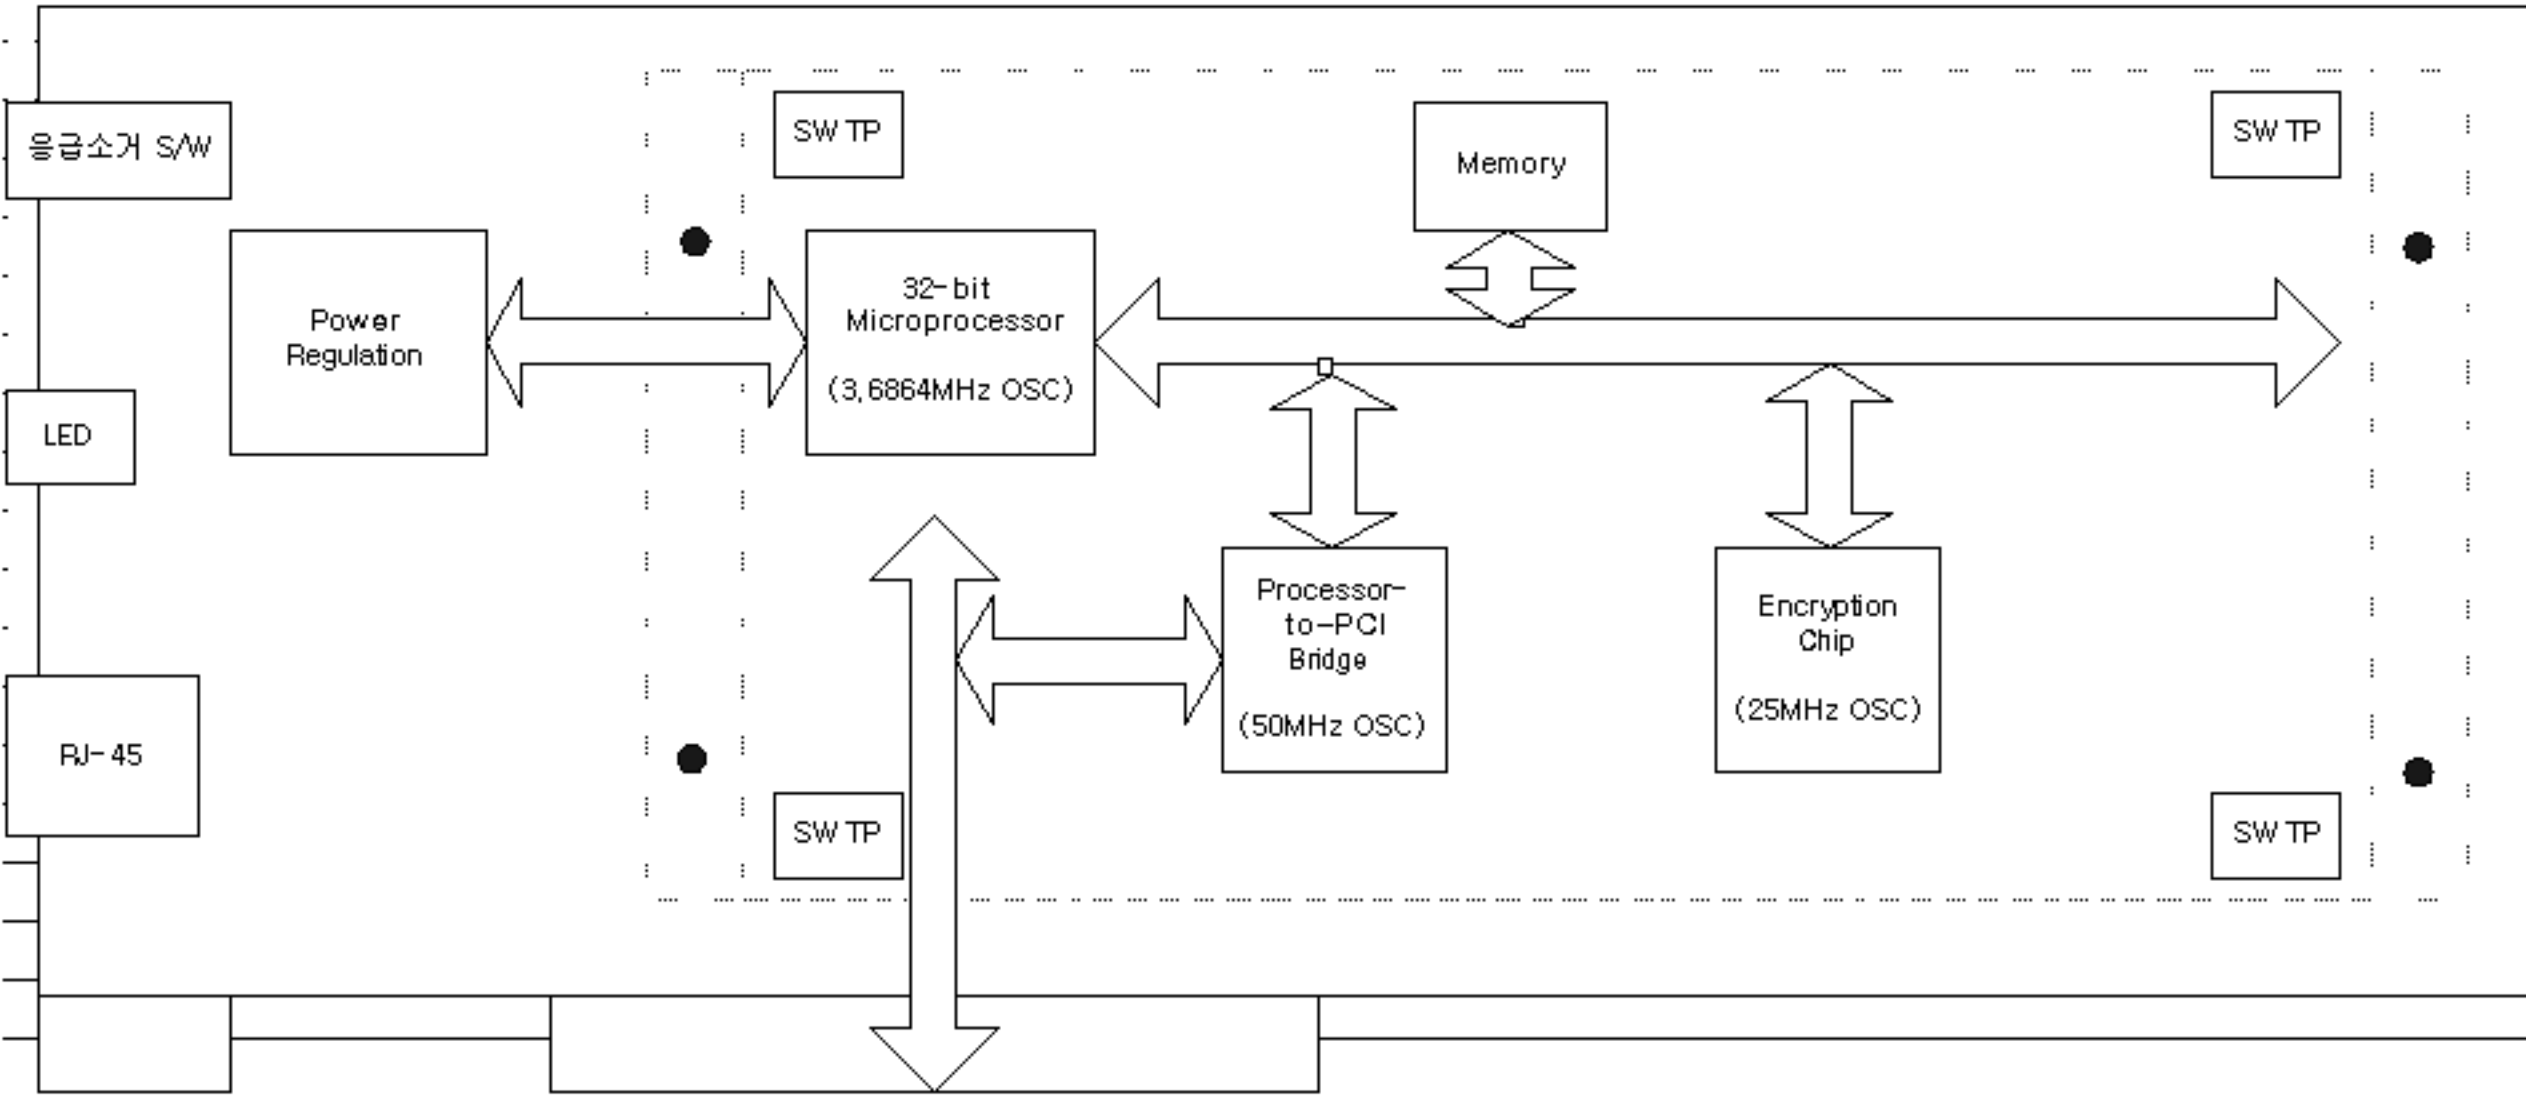 응급소거 S/W
SW TP
Memory
SW TP
Power
Regulation
32-bit
Microprocessor
(3,6864MHz OSC)
LED
Processor-
to-PCI
Bridge
(50MHz OSC)
Encryption
Chip
(25MHz OSC)
RJ-45
SW TP
SW TP